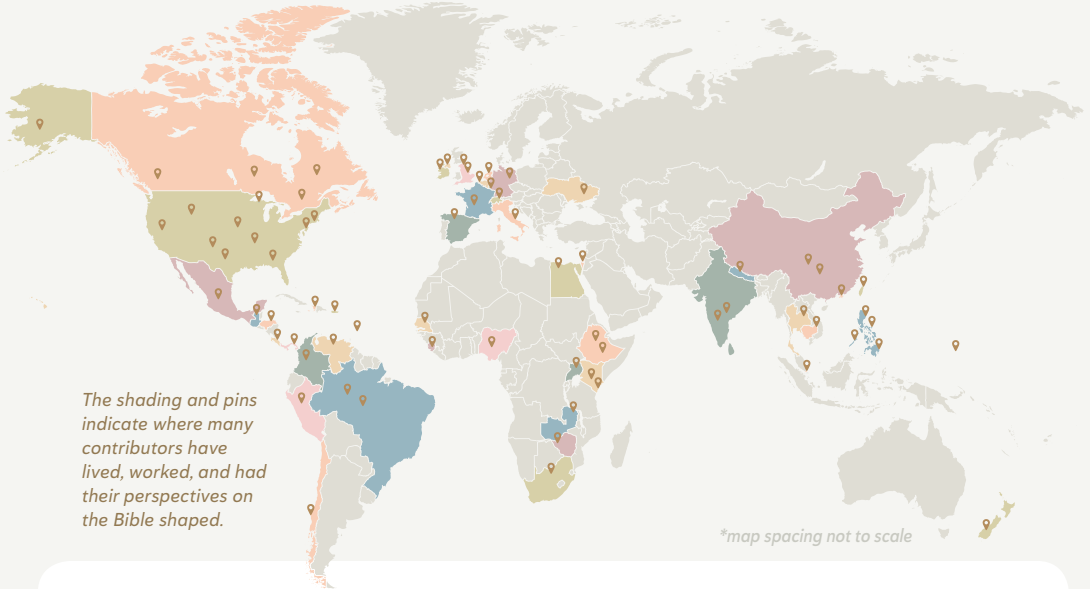 The shading and pins
indicate where many
contributors have
lived, worked, and had
their perspectives on
the Bible shaped.
*map spacing not to scale